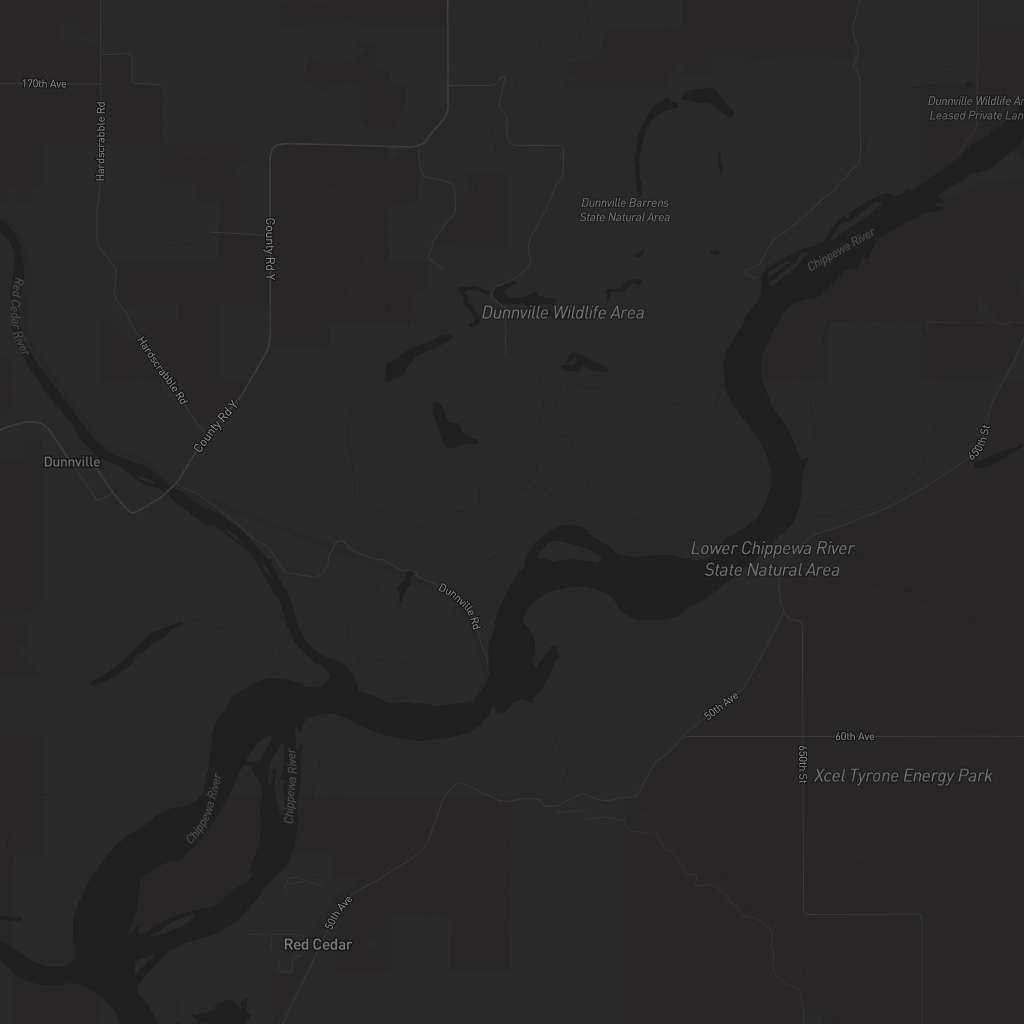 170th Ave
Hardscrabble Rd
Dunnville Wildlife
Leased Private
Dunnville Barrens
State Natural Area
County Rd Y
Chippewa River
Red Cedar River
Dunnville Wildlife Area
Hardscrabble Rd
County Rd Y
650th St
Dunnville
Lower Chippewa River
State Natural Area
Dunnville Rd
50th Ave
60th Ave
650th St
Xcel Tyrone Energy Park
Chippewa River
Chippewa River
50th Ave
Red Cedar